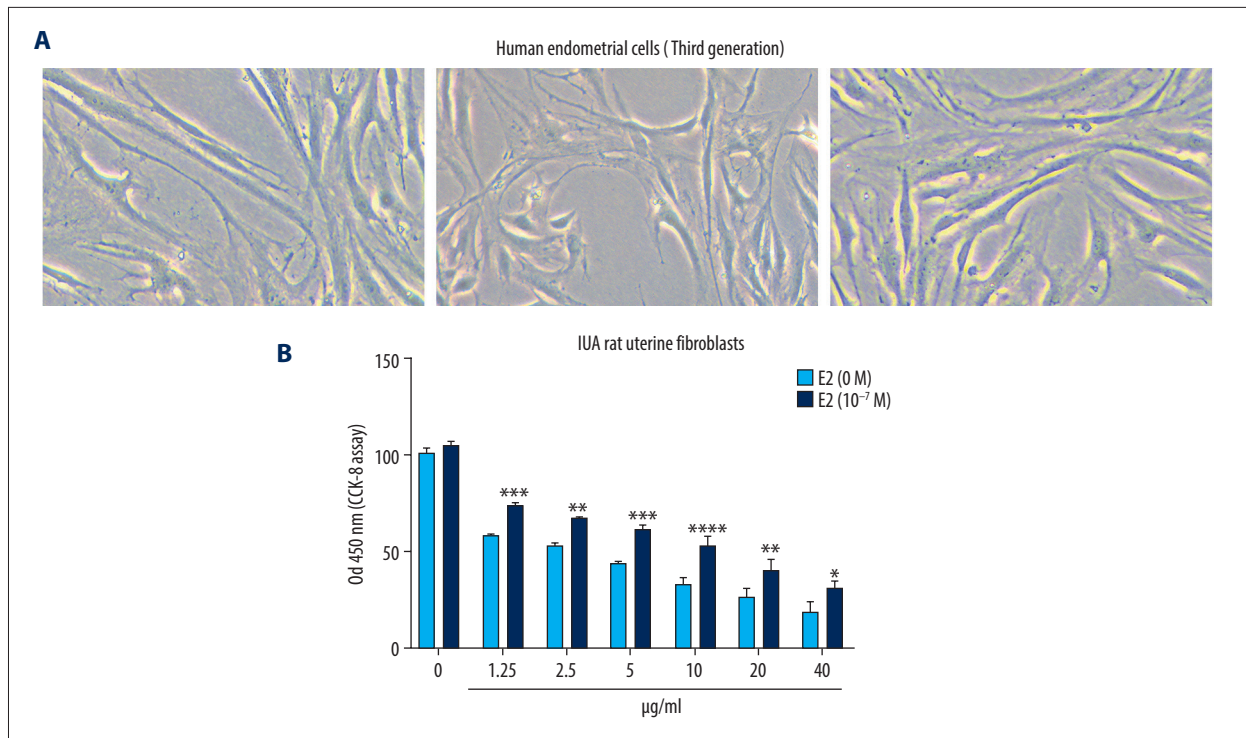 A
Human endometrial cells ( Third generation)
B
IUA rat uterine fibroblasts
150
100
50
0
Od 450 nm (CCK-8 assay)
E2 (0 M)
E2 (10⁻⁷ M)
***
**
***
****
**
*
0 1.25 2.5 5 10 20 40
µg/ml